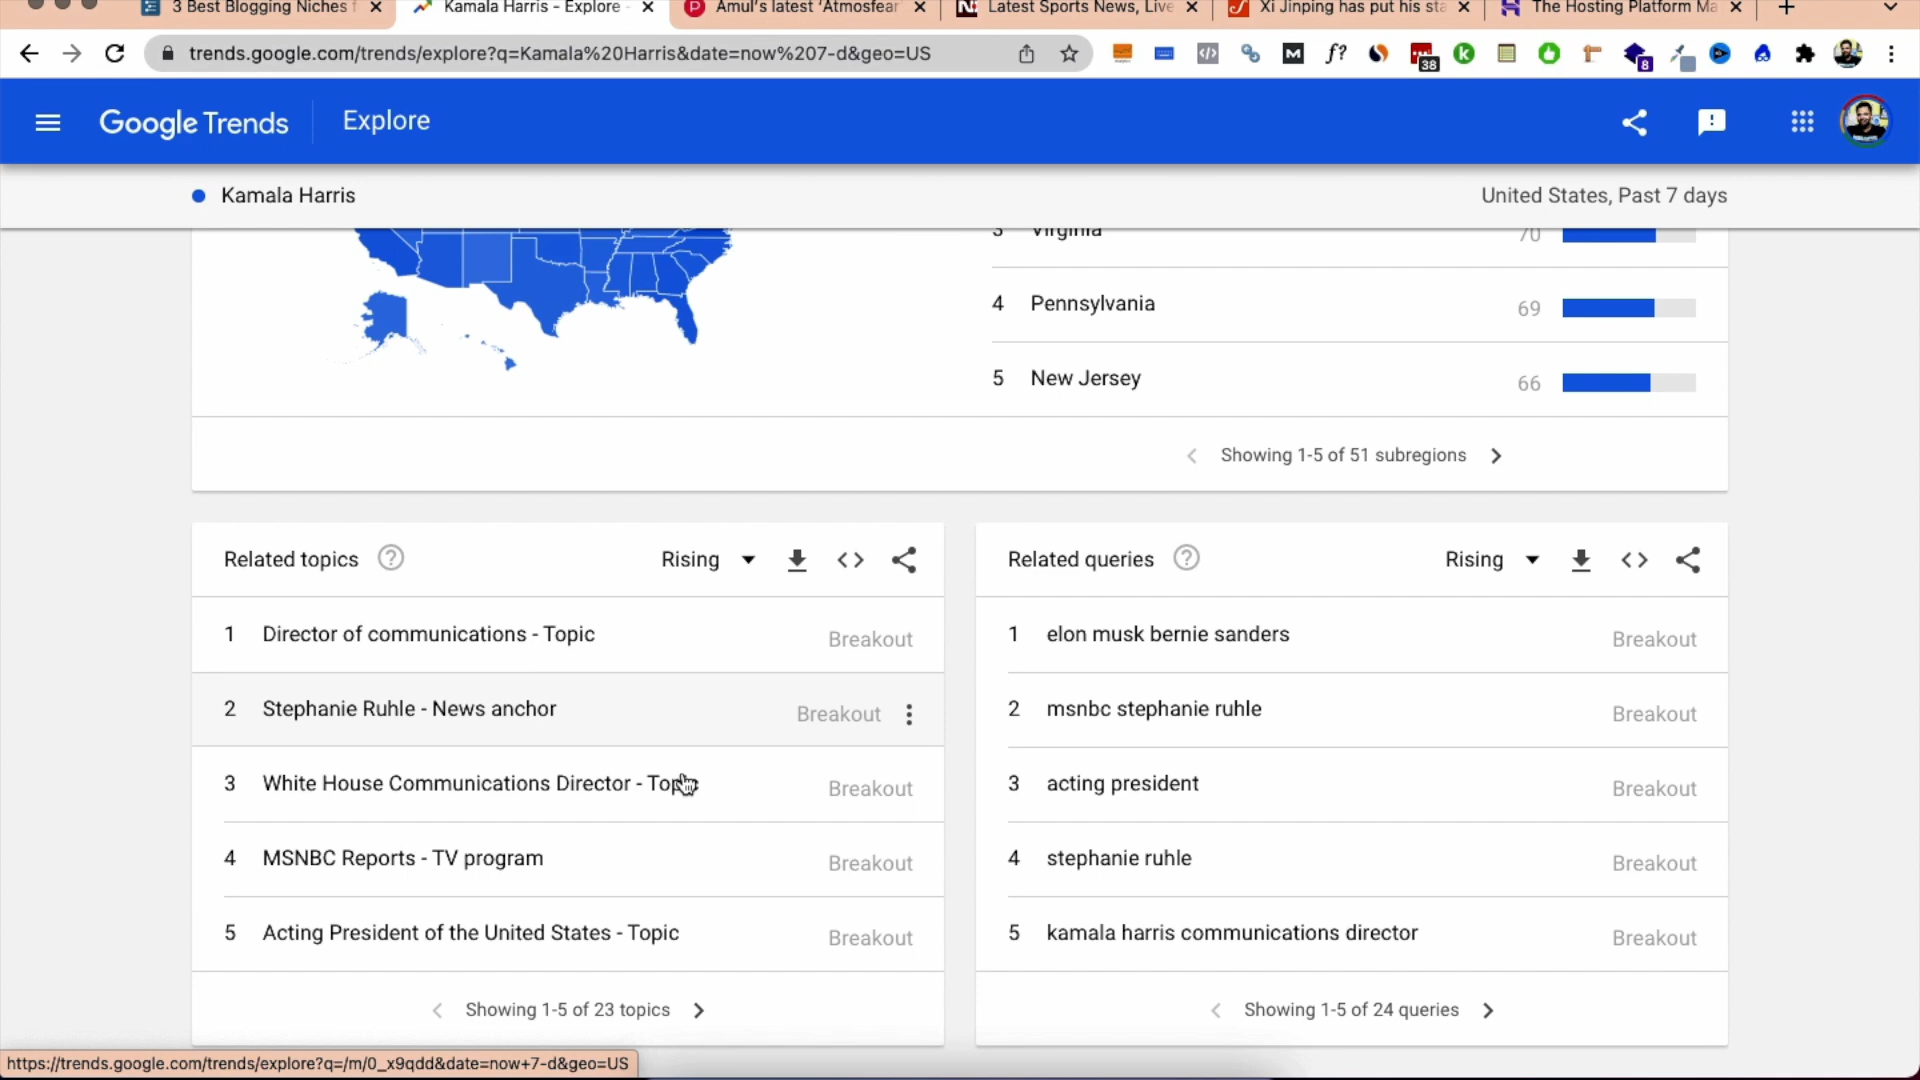 3 Best Blogging Niches f
Kamala Harris - Explore -
Amul's latest 'Atmosfear
Latest Sports News, Live
Xi Jinping has put his sta
The Hosting Platform Ma
trends.google.com/trends/explore?q=Kamala%20Harris&date=now%207-d&geo=US
38
8
Google Trends
Explore
Kamala Harris
United States, Past 7 days
3 Virginia 70
4 Pennsylvania 69
5 New Jersey 66
Showing 1-5 of 51 subregions
Related topics
Rising
1 Director of communications - Topic Breakout
2 Stephanie Ruhle - News anchor Breakout
3 White House Communications Director - Topic Breakout
4 MSNBC Reports - TV program Breakout
5 Acting President of the United States - Topic Breakout
Showing 1-5 of 23 topics
Related queries
Rising
1 elon musk bernie sanders Breakout
2 msnbc stephanie ruhle Breakout
3 acting president Breakout
4 stephanie ruhle Breakout
5 kamala harris communications director Breakout
Showing 1-5 of 24 queries
https://trends.google.com/trends/explore?q=/m/0_x9qdd&date=now+7-d&geo=US